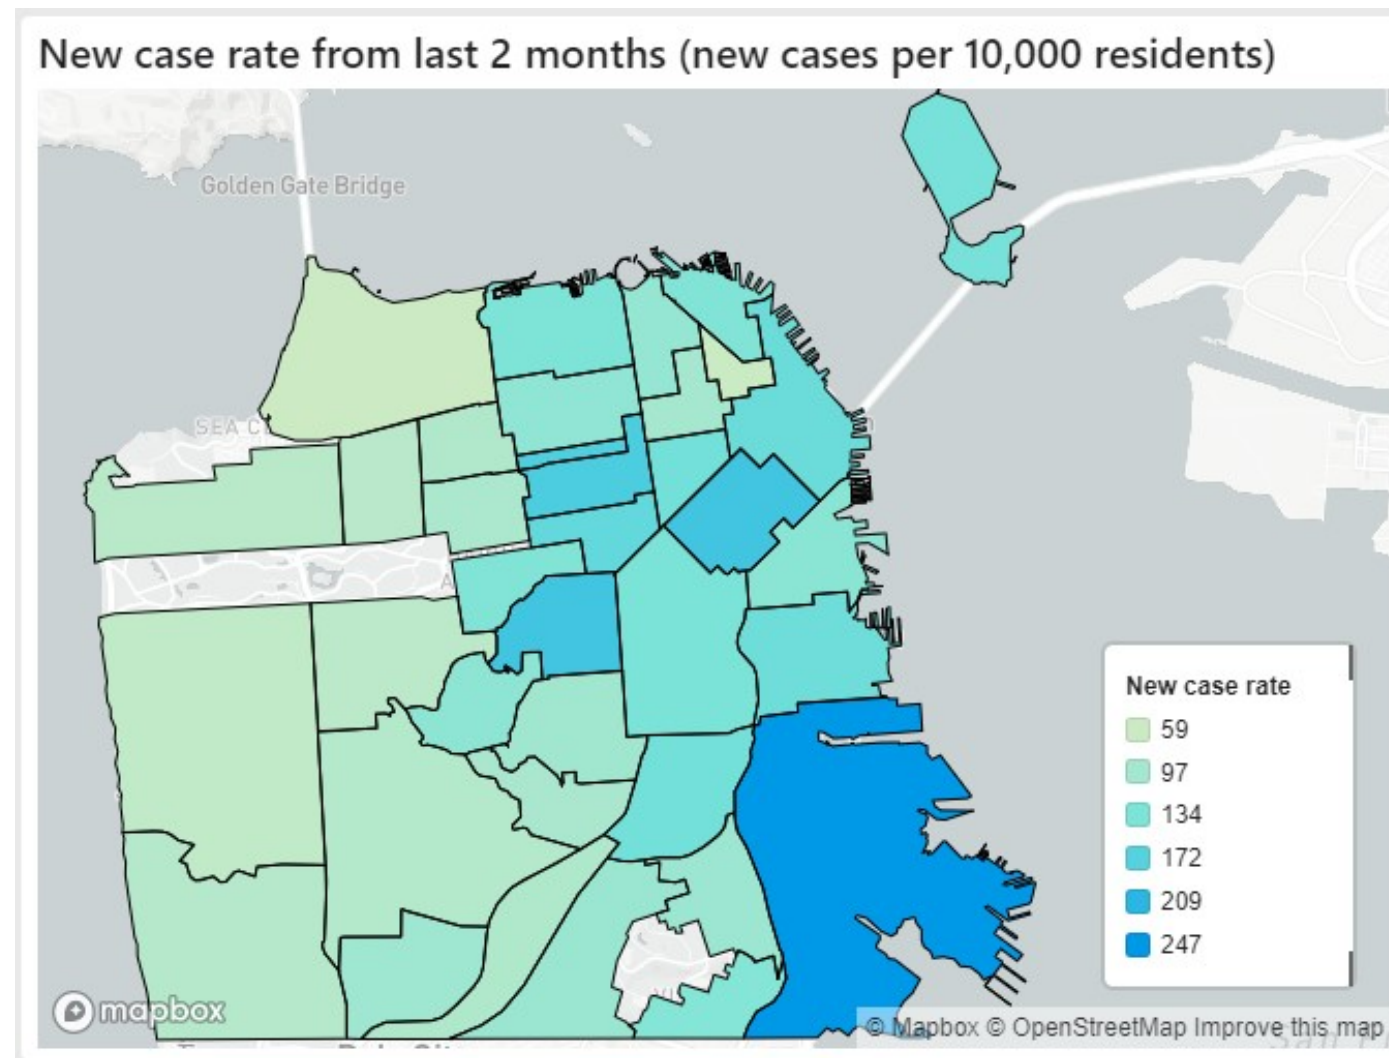 New case rate from last 2 months (new cases per 10,000 residents)
Golden Gate Bridge
SEA
New case rate
59
97
134
172
209
247
mapbox
© Mapbox © OpenStreetMap Improve this map